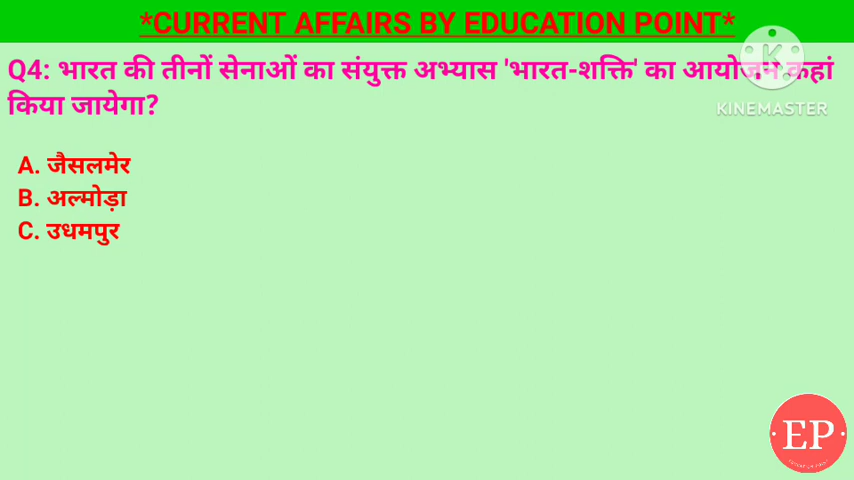 *CURRENT AFFAIRS BY EDUCATION POINT*
Q4: भारत की तीनों सेनाओं का संयुक्त अभ्यास 'भारत-शक्ति' का आयोजन कहां
किया जायेगा?
KINEMASTER
A. जैसलमेर
B. अल्मोड़ा
C. उधमपुर
EP